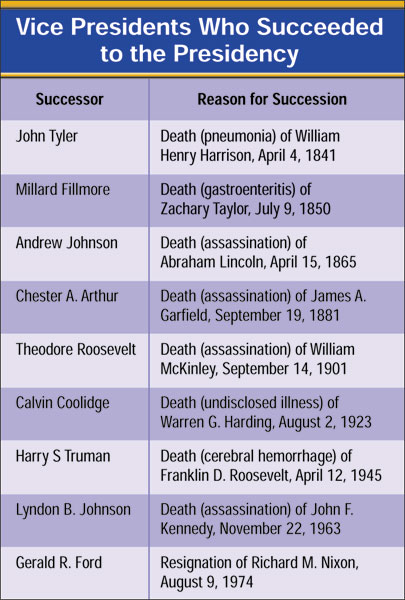 Vice Presidents Who Succeeded
to the Presidency
Successor
Reason for Succession
John Tyler
Death (pneumonia) of William
Henry Harrison, April 4, 1841
Millard Fillmore
Death (gastroenteritis) of
Zachary Taylor, July 9, 1850
Andrew Johnson
Death (assassination) of
Abraham Lincoln, April 15, 1865
Chester A. Arthur
Death (assassination) of James A.
Garfield, September 19, 1881
Theodore Roosevelt
Death (assassination) of William
McKinley, September 14, 1901
Calvin Coolidge
Death (undisclosed illness) of
Warren G. Harding, August 2, 1923
Harry S Truman
Death (cerebral hemorrhage) of
Franklin D. Roosevelt, April 12, 1945
Lyndon B. Johnson
Death (assassination) of John F.
Kennedy, November 22, 1963
Gerald R. Ford
Resignation of Richard M. Nixon,
August 9, 1974